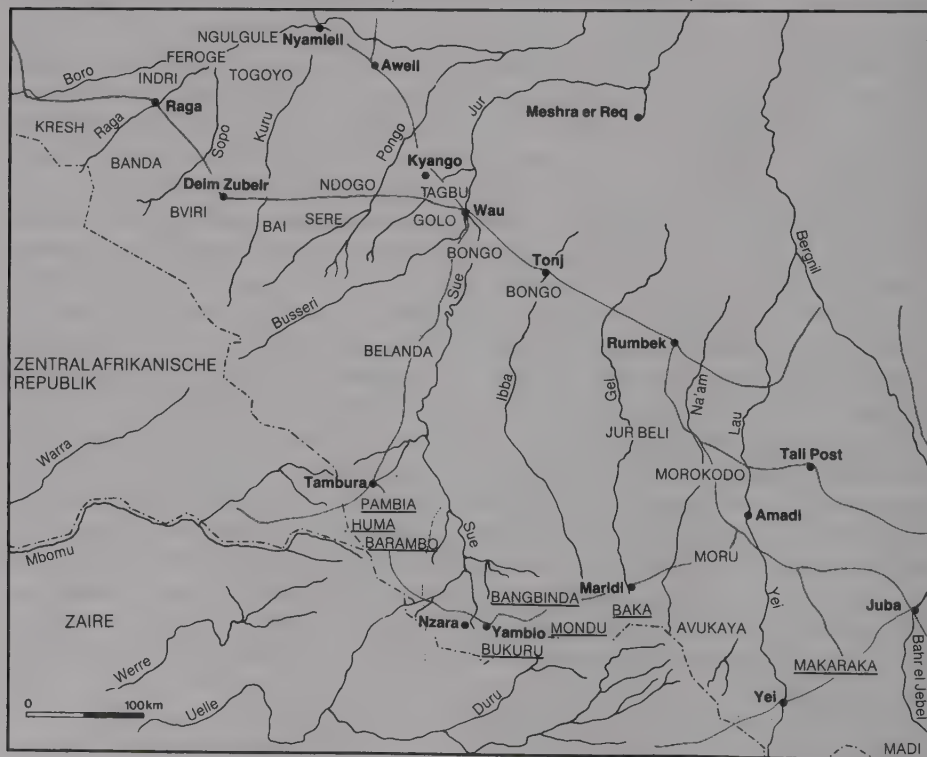 NGULGULE
Nyamlell
FEROGE
Boro
INDRI
TOGOYO
Aweil
Raga
KRESH
Raga
Sopo
Kuru
Pongo
Jur
Meshra er Req
BANDA
Kyango
Deim Zubeir
NDOGO
TAGBU
BVIRI
SERE
GOLO
Wau
BAI
BONGO
Tonj
Bergnil
BONGO
Sue
Busseri
Rumbek
BELANDA
ZENTRALAFRIKANISCHE
REPUBLIK
Ibba
Gel
Na'am
Lau
JUR BELI
Warra
Tali Post
MOROKODO
Tambura
PAMBIA
Amadi
HUMA
Sue
BARAMBO
Mbomu
MORU
BANGBINDA
Maridi
Yei
ZAIRE
BAKA
Juba
Nzara
Yambio
MONDU
AVUKAYA
BUKURU
Werre
MAKARAKA
Bahr el Jebel
0 100km
Uelle
Duru
Yei
MADI